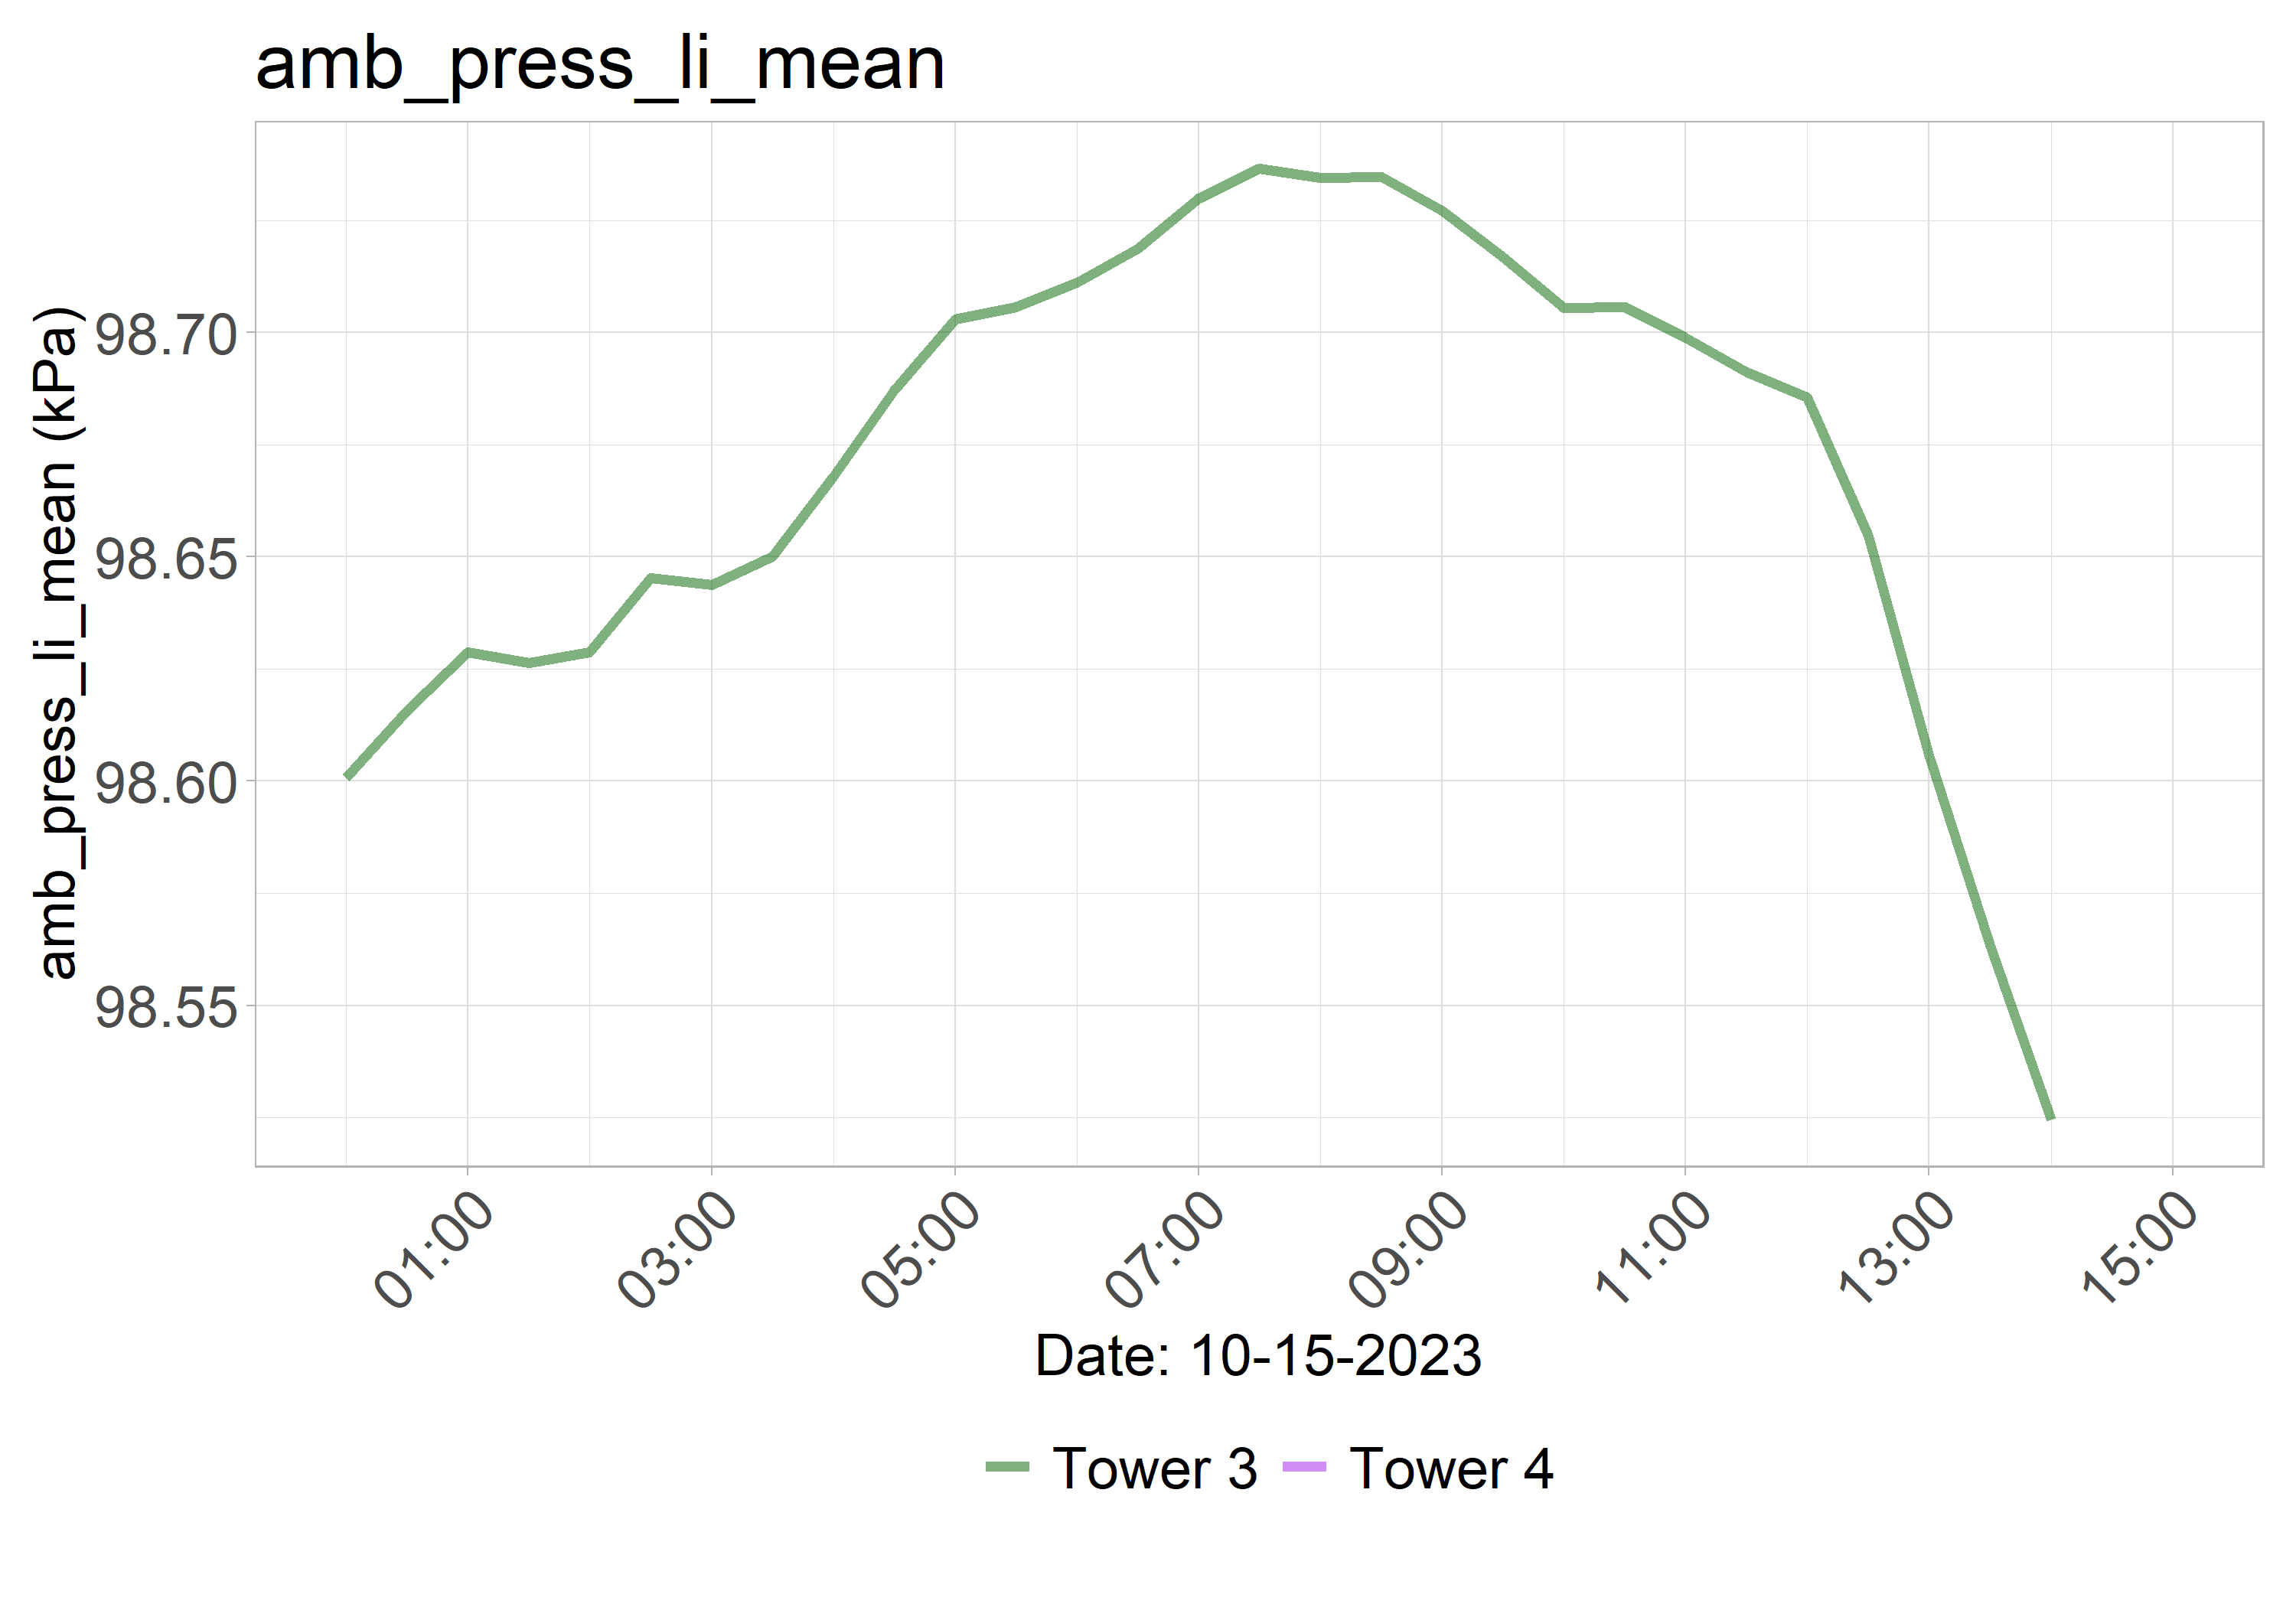 amb_press_li_mean
amb_press_li_mean (kPa)
98.70
98.65
98.60
98.55
01:00
03:00
05:00
07:00
09:00
11:00
13:00
15:00
Date: 10-15-2023
Tower 3
Tower 4